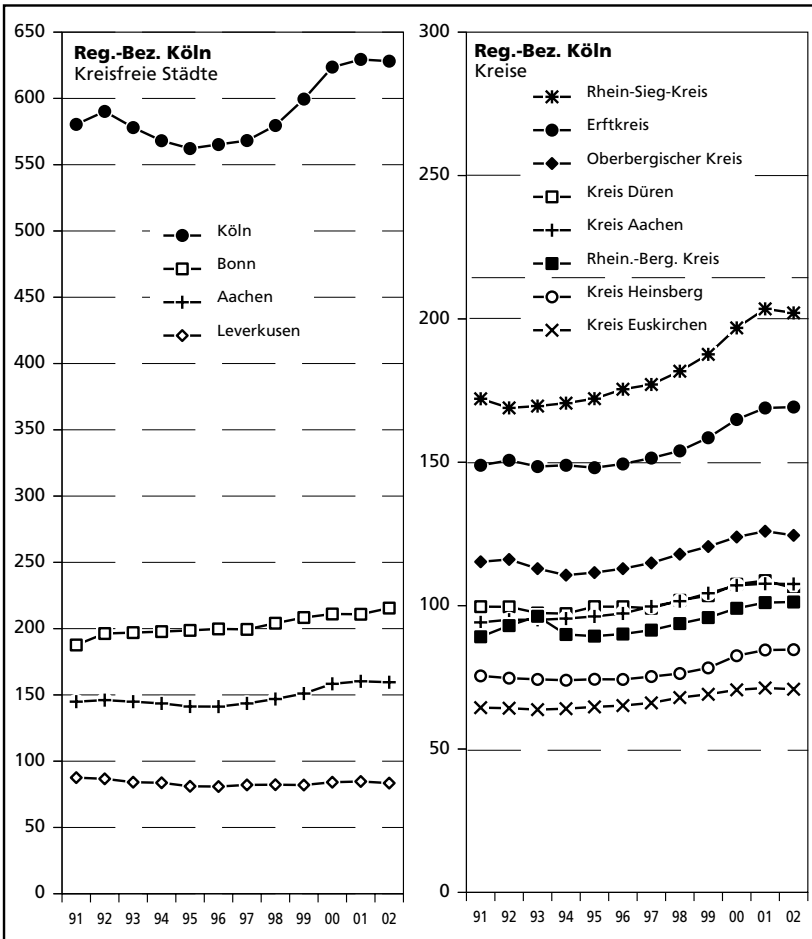 Reg.-Bez. Köln
Kreisfreie Städte
650
600
550
500
450
400
350
300
250
200
150
100
50
0
Köln
Bonn
Aachen
Leverkusen
91 92 93 94 95 96 97 98 99 00 01 02
Reg.-Bez. Köln
Kreise
300
250
200
150
100
50
0
Rhein-Sieg-Kreis
Erftkreis
Oberbergischer Kreis
Kreis Düren
Kreis Aachen
Rhein.-Berg. Kreis
Kreis Heinsberg
Kreis Euskirchen
91 92 93 94 95 96 97 98 99 00 01 02